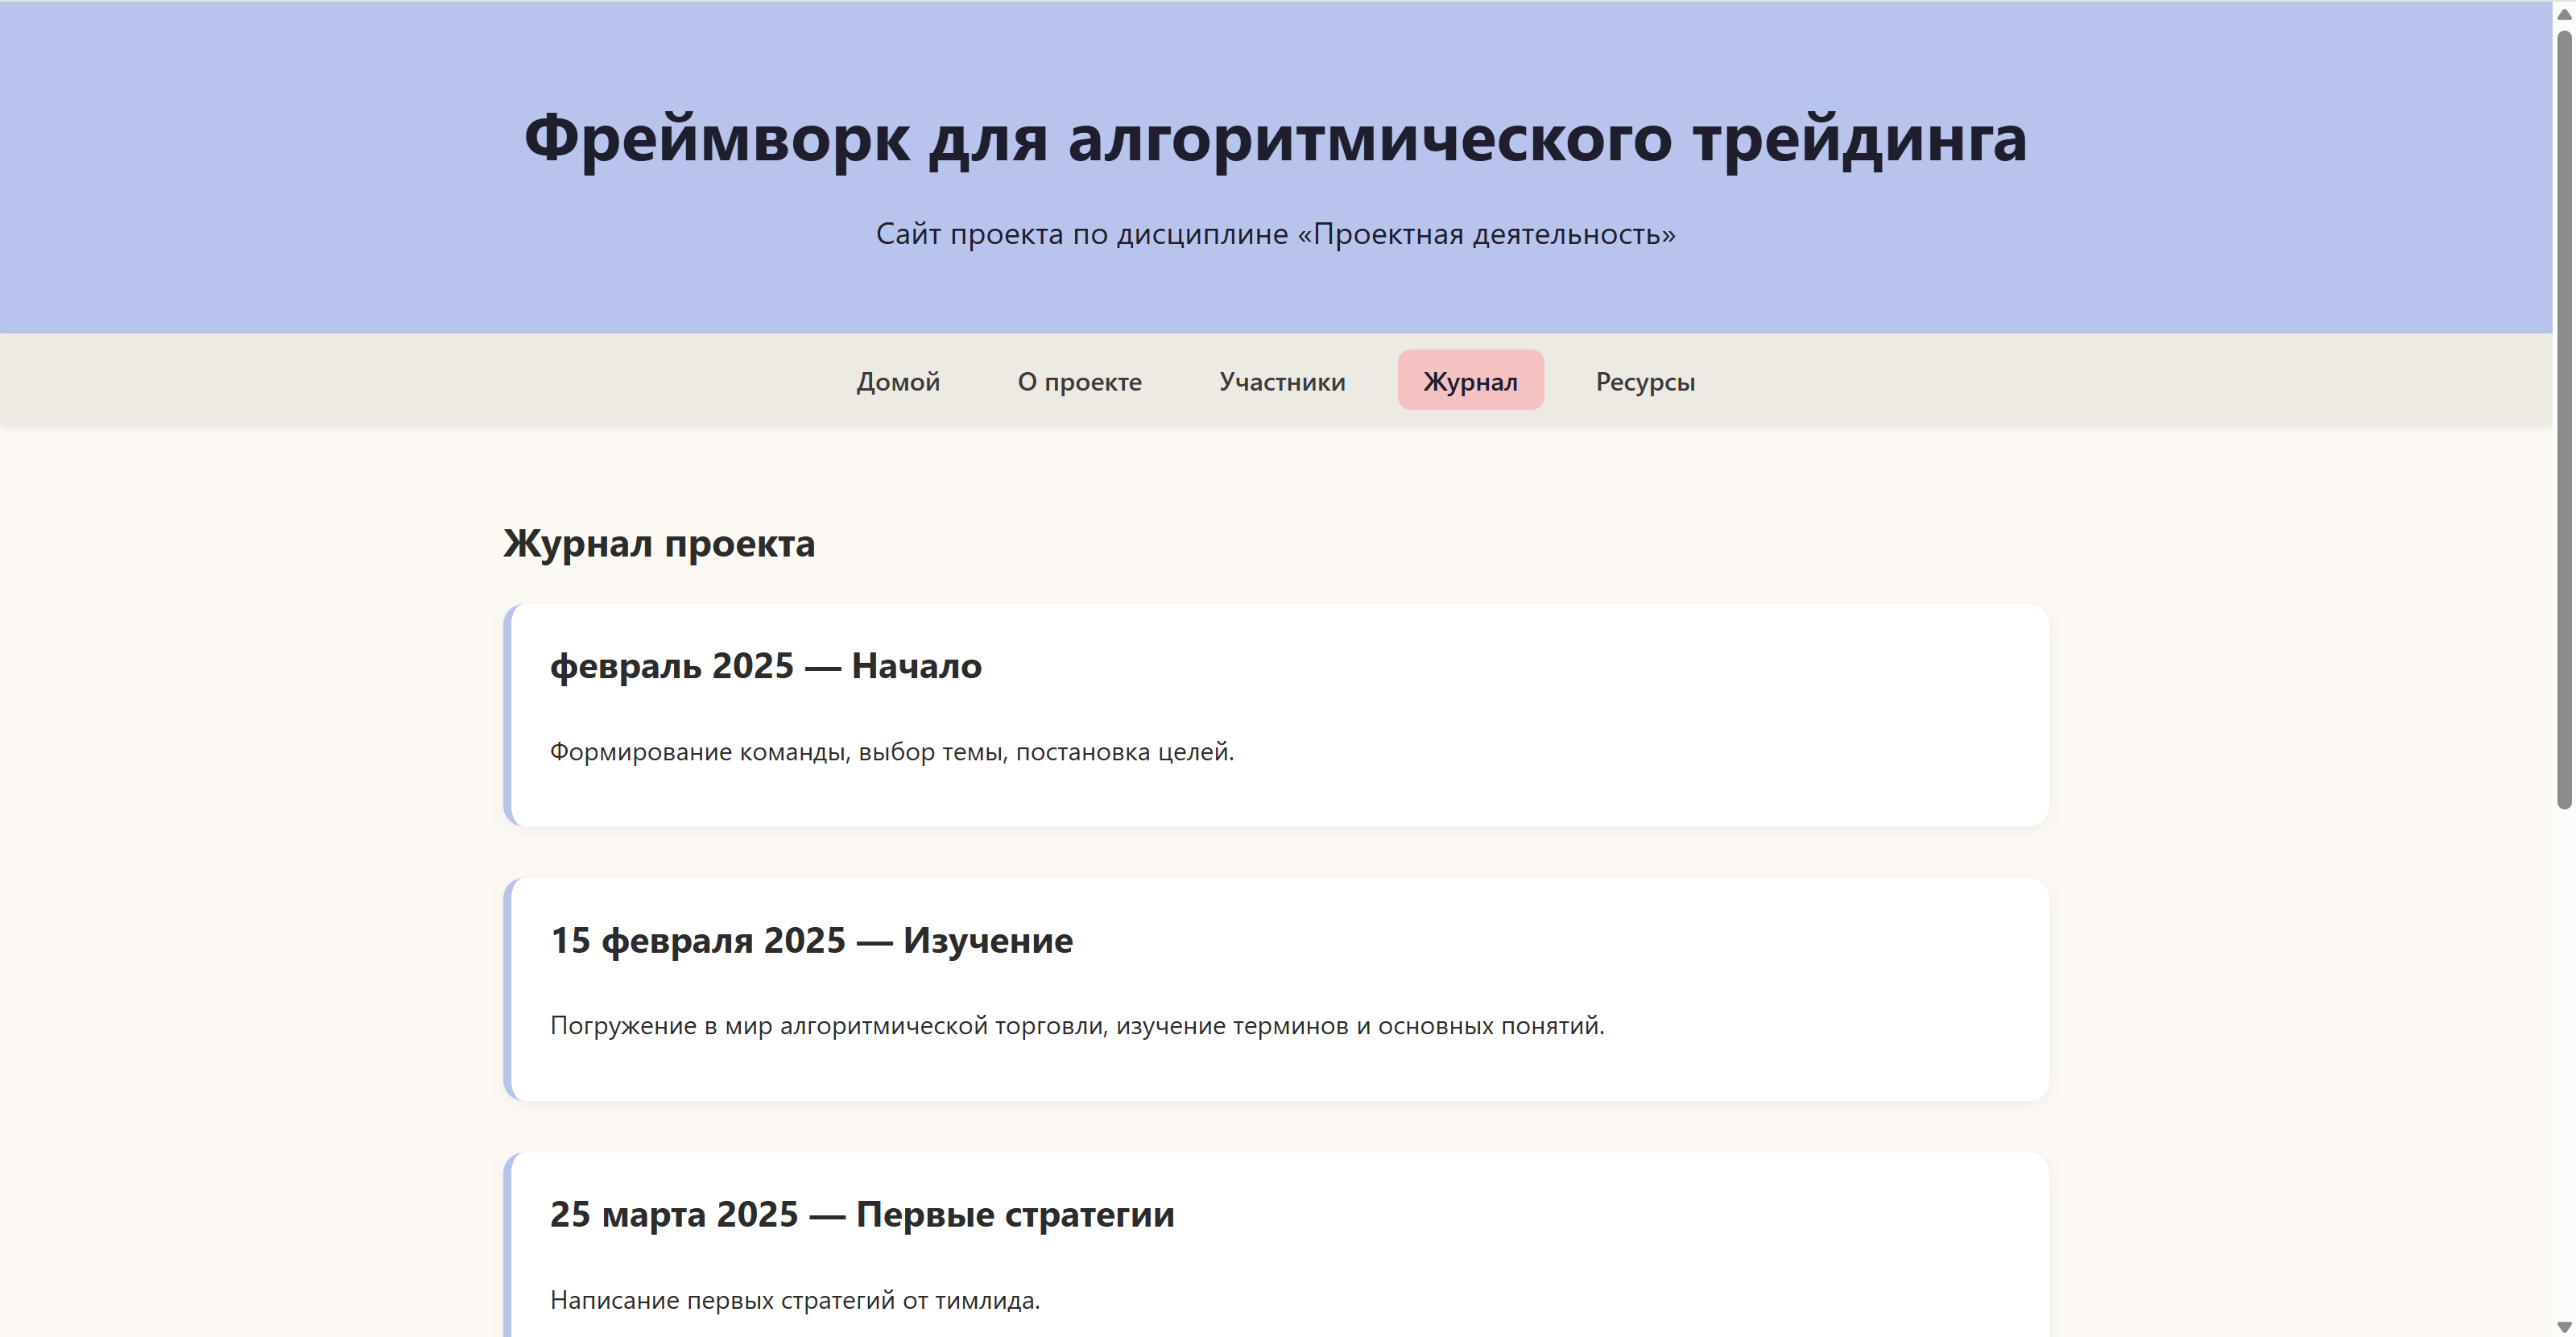 Фреймворк для алгоритмического трейдинга
Сайт проекта по дисциплине «Проектная деятельность»
Домой О проекте Участники Журнал Ресурсы
Журнал проекта
февраль 2025 — Начало
Формирование команды, выбор темы, постановка целей.
15 февраля 2025 — Изучение
Погружение в мир алгоритмической торговли, изучение терминов и основных понятий.
25 марта 2025 — Первые стратегии
Написание первых стратегий от тимлида.